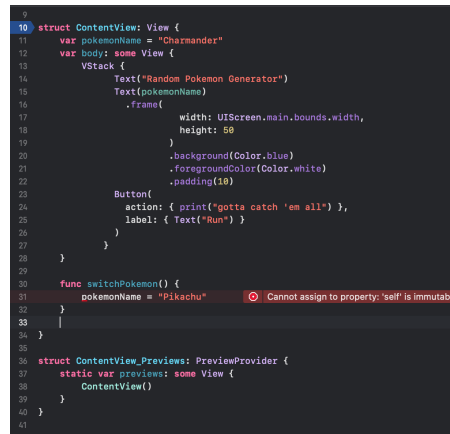 9
10 struct ContentView: View {
11     var pokemonName = "Charmander"
12     var body: some View {
13         VStack {
14             Text("Random Pokemon Generator")
15             Text(pokemonName)
16               .frame(
17                       width: UIScreen.main.bounds.width,
18                       height: 50
19                     )
20                     .background(Color.blue)
21                     .foregroundColor(Color.white)
22                     .padding(10)
23             Button(
24               action: { print("gotta catch 'em all") },
25               label: { Text("Run") }
26             )
27           }
28     }
29
30     func switchPokemon() {
31         pokemonName = "Pikachu" Cannot assign to property: 'self' is immutab
32     }
33
34 }
35
36 struct ContentView_Previews: PreviewProvider {
37     static var previews: some View {
38         ContentView()
39     }
40 }
41